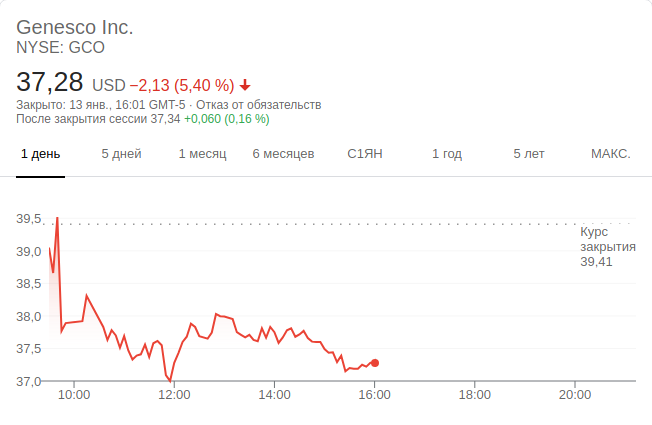 Genesco Inc.
NYSE: GCO
37,28 USD −2,13 (5,40 %)
Закрыто: 13 янв., 16:01 GMT-5 · Отказ от обязательств
После закрытия сессии 37,34 +0,060 (0,16 %)
1 день 5 дней 1 месяц 6 месяцев С1ЯН 1 год 5 лет МАКС.
39,5
Курс
закрытия
39,41
39,0
38,5
38,0
37,5
37,0
10:00 12:00 14:00 16:00 18:00 20:00